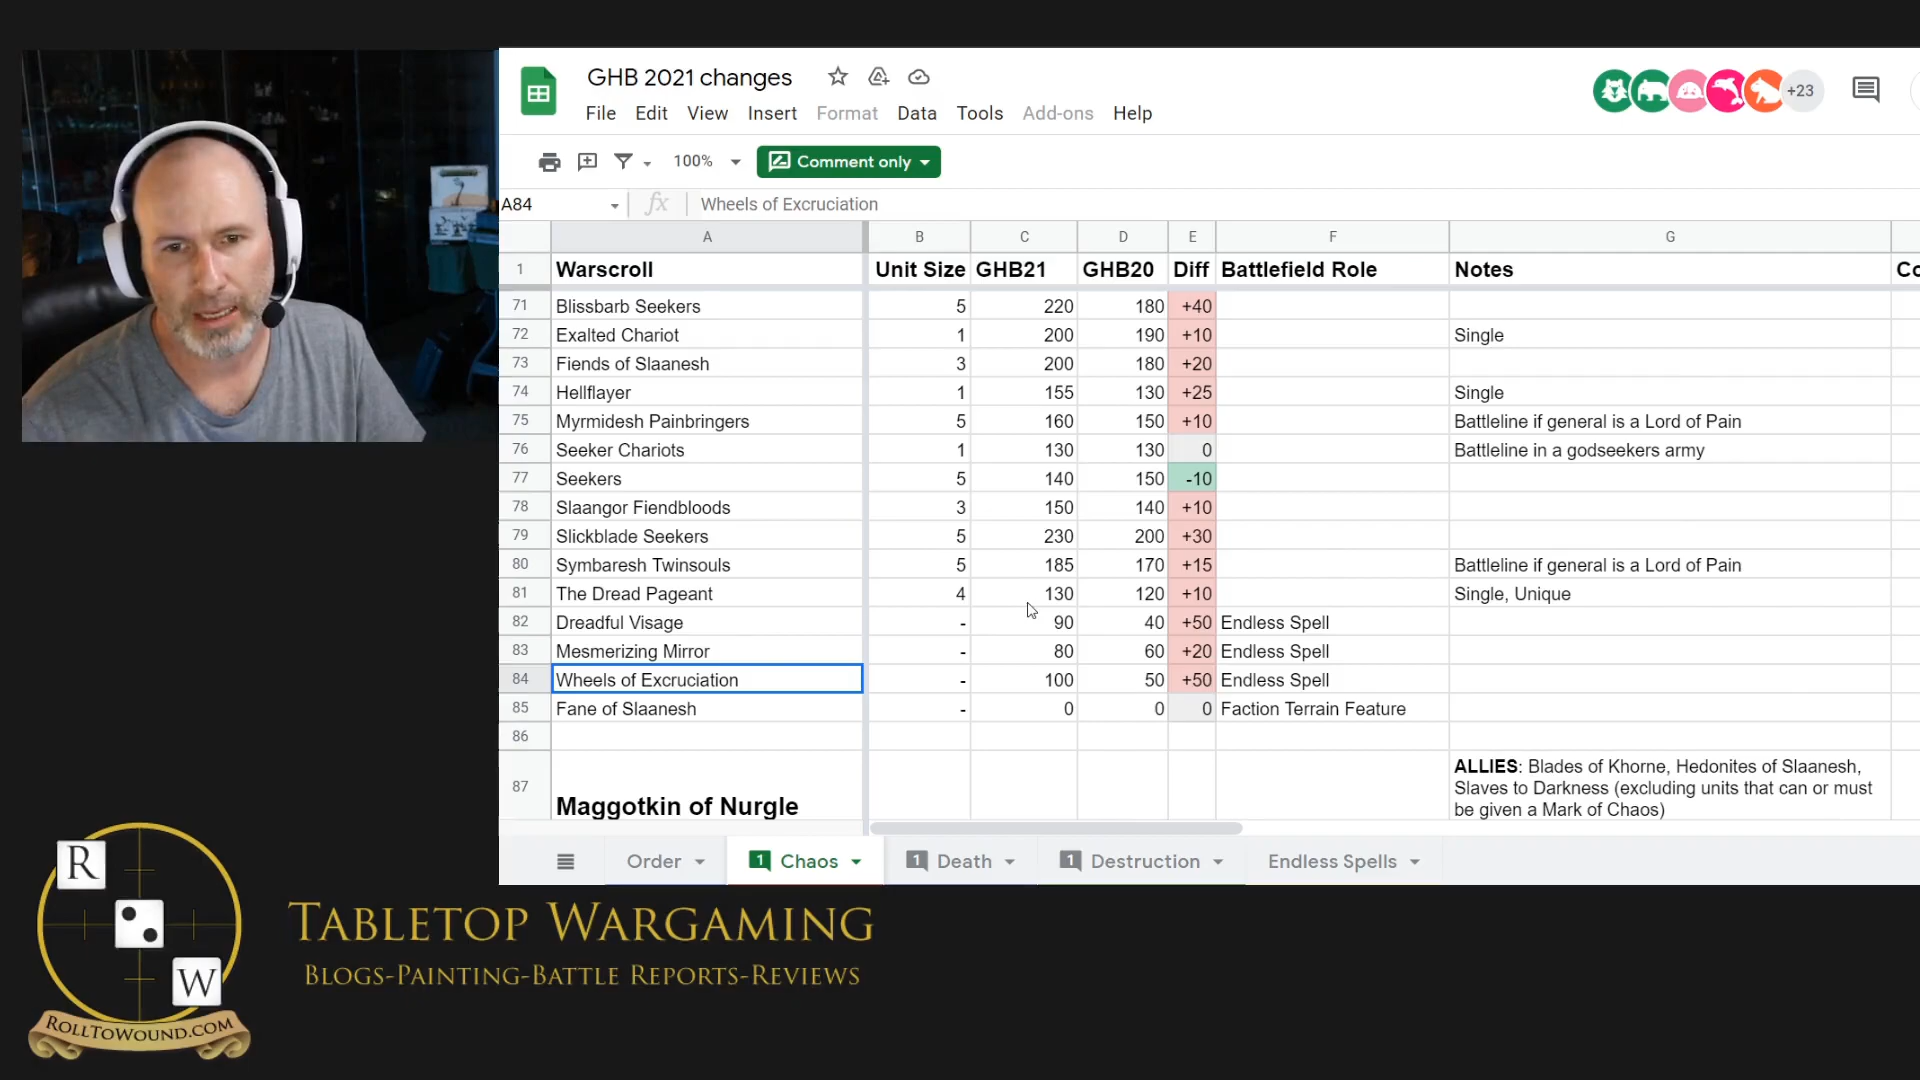 GHB 2021 changes
+23
File Edit View Insert Format Data Tools Add-ons Help
100% Comment only
A84 fx Wheels of Excruciation
A B C D E F G
1 Warscroll Unit Size GHB21 GHB20 Diff Battlefield Role Notes Co
71 Blissbarb Seekers 5 220 180 +40
72 Exalted Chariot 1 200 190 +10 Single
73 Fiends of Slaanesh 3 200 180 +20
74 Hellflayer 1 155 130 +25 Single
75 Myrmidesh Painbringers 5 160 150 +10 Battleline if general is a Lord of Pain
76 Seeker Chariots 1 130 130 0 Battleline in a godseekers army
77 Seekers 5 140 150 -10
78 Slaangor Fiendbloods 3 150 140 +10
79 Slickblade Seekers 5 230 200 +30
80 Symbaresh Twinsouls 5 185 170 +15 Battleline if general is a Lord of Pain
81 The Dread Pageant 4 130 120 +10 Single, Unique
82 Dreadful Visage - 90 40 +50 Endless Spell
83 Mesmerizing Mirror - 80 60 +20 Endless Spell
84 Wheels of Excruciation - 100 50 +50 Endless Spell
85 Fane of Slaanesh - 0 0 0 Faction Terrain Feature
86
87 Maggotkin of Nurgle
ALLIES: Blades of Khorne, Hedonites of Slaanesh,
Slaves to Darkness (excluding units that can or must
be given a Mark of Chaos)
Order 1 Chaos 1 Death 1 Destruction Endless Spells
R
W
RollToWound.com
Tabletop Wargaming
Blogs-Painting-Battle Reports-Reviews